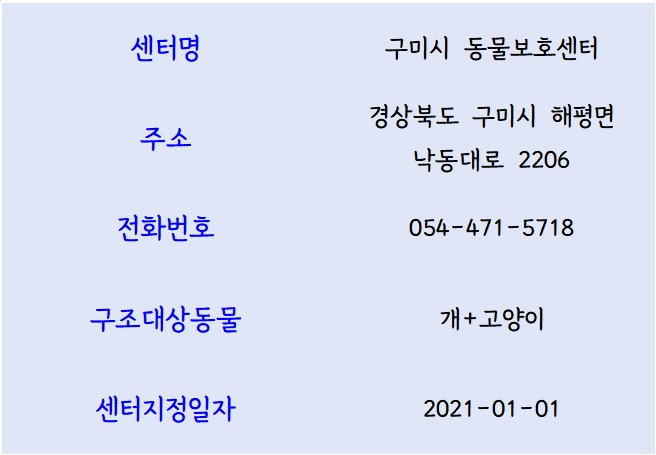 센터명 구미시 동물보호센터
주소 경상북도 구미시 해평면
낙동대로 2206
전화번호 054-471-5718
구조대상동물 개+고양이
센터지정일자 2021-01-01